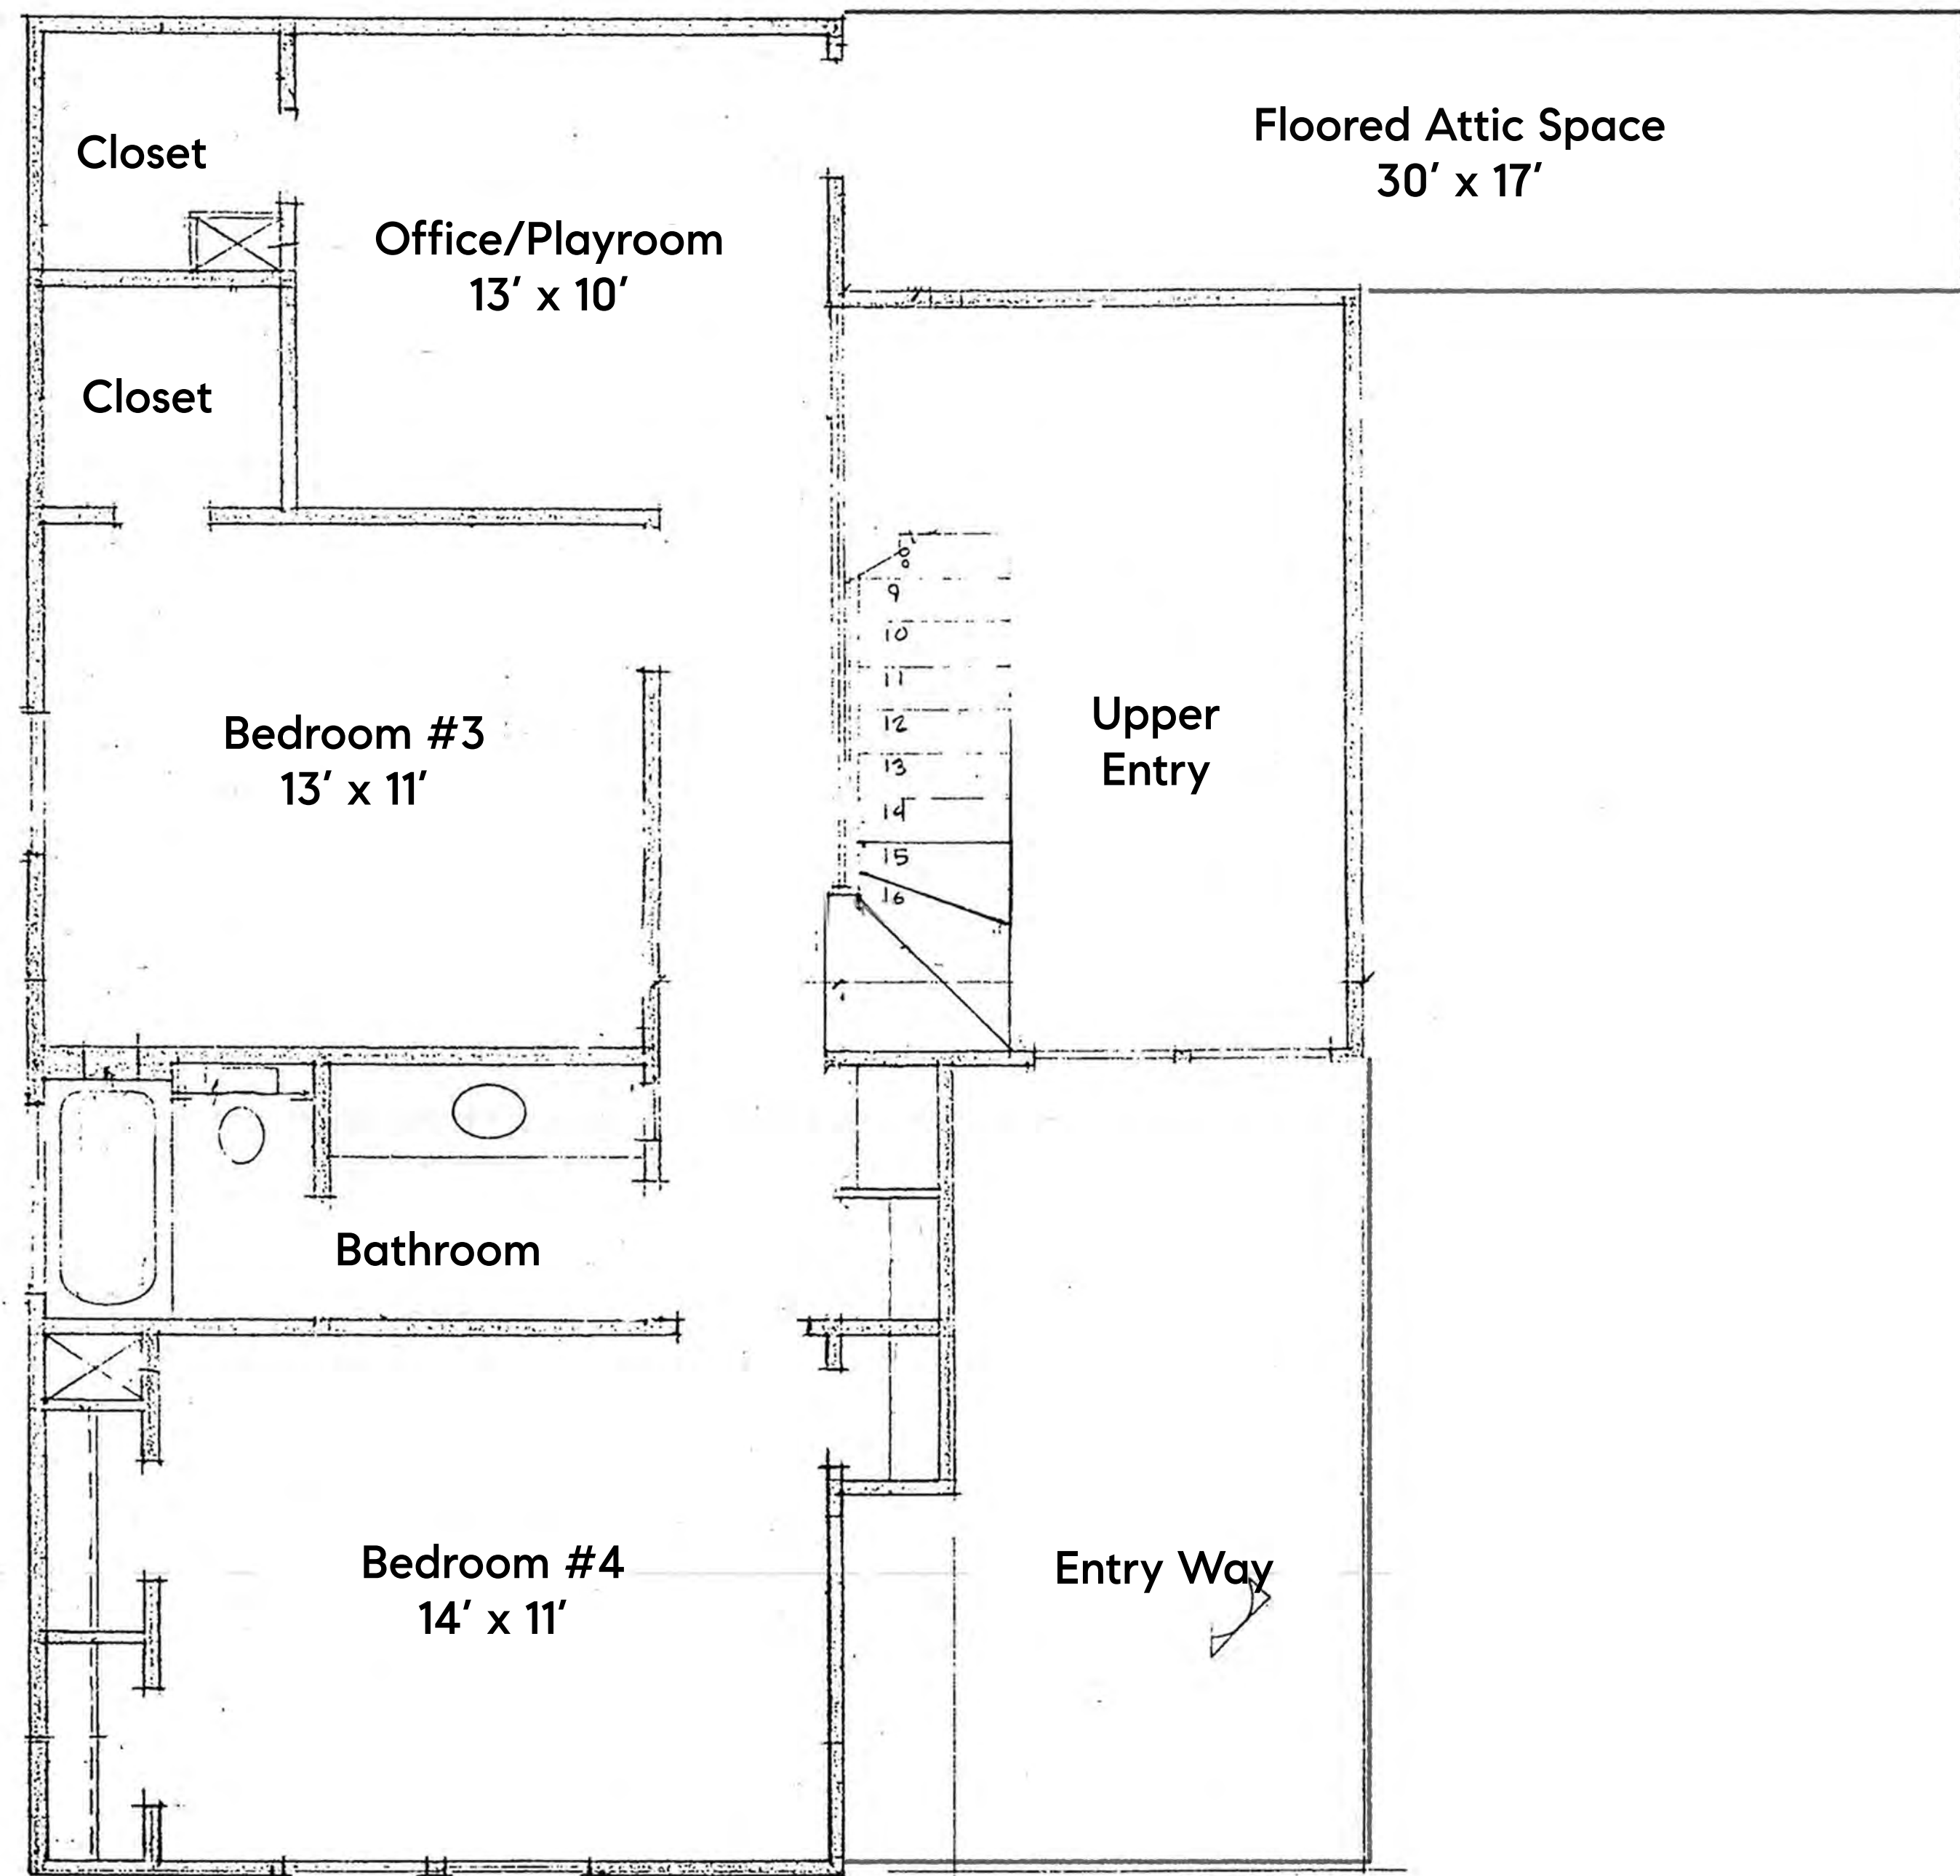 Floored Attic Space
30' x 17'
Closet
Office/Playroom
13' x 10'
Closet
Bedroom #3
13' x 11'
8
9
10
11
12
13
14
15
16
Upper
Entry
Bathroom
Bedroom #4
14' x 11'
Entry Way